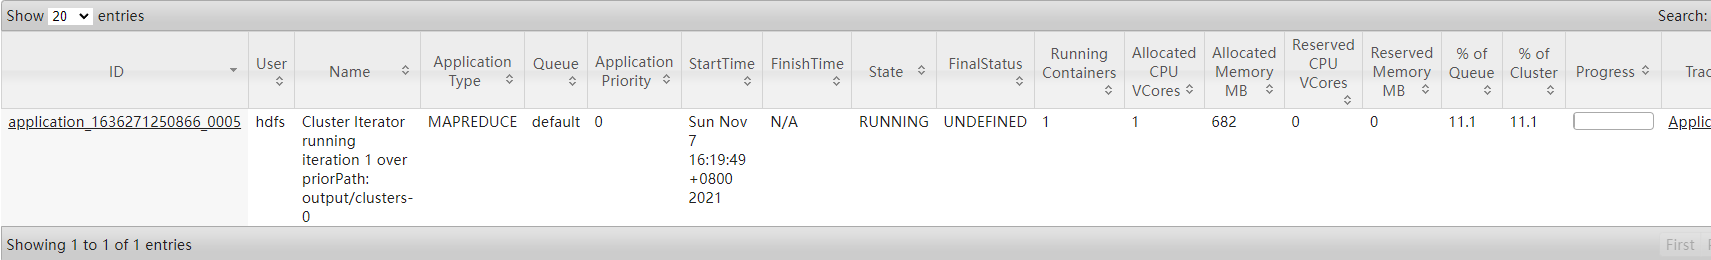 Show 20 entries Search:
ID User Name Application Type Queue Application Priority StartTime FinishTime State FinalStatus Running Containers Allocated CPU VCores Allocated Memory MB Reserved CPU VCores Reserved Memory MB % of Queue % of Cluster Progress
application_1636271250866_0005 hdfs Cluster Iterator MAPREDUCE default 0 Sun Nov N/A RUNNING UNDEFINED 1 1 682 0 0 11.1 11.1
running 7
iteration 1 over 16:19:49
priorPath: +0800
output/clusters- 2021
0
Showing 1 to 1 of 1 entries First